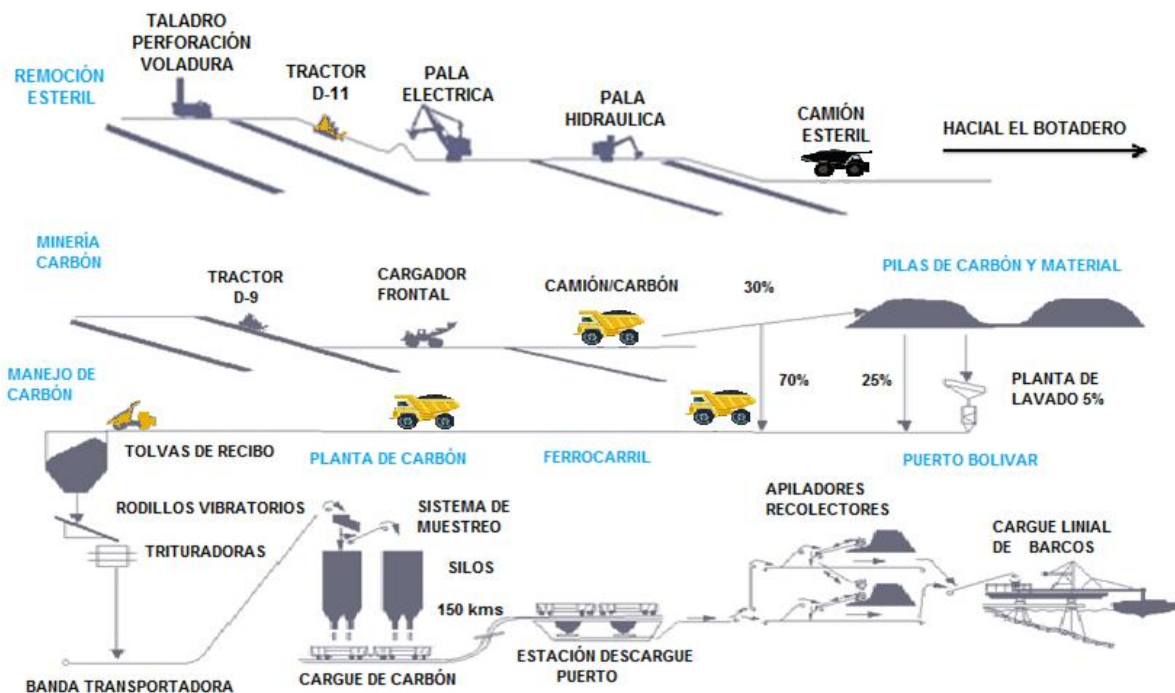 TALADRO
PERFORACIÓN
VOLADURA
REMOCIÓN
ESTERIL
TRACTOR
D-11
PALA
ELECTRICA
PALA
HIDRAULICA
CAMIÓN
ESTERIL
HACIAL EL BOTADERO
MINERÍA
CARBÓN
TRACTOR
D-9
CARGADOR
FRONTAL
CAMIÓN/CARBÓN
30%
PILAS DE CARBÓN Y MATERIAL
MANEJO DE
CARBÓN
70%
25%
PLANTA DE
LAVADO 5%
TOLVAS DE RECIBO
PLANTA DE CARBÓN
FERROCARRIL
PUERTO BOLIVAR
RODILLOS VIBRATORIOS
TRITURADORAS
SISTEMA DE
MUESTREO
SILOS
150 kms
APILADORES
RECOLECTORES
CARGUE LINIAL
DE BARCOS
BANDA TRANSPORTADORA
CARGUE DE CARBÓN
ESTACIÓN DESCARGUE
PUERTO